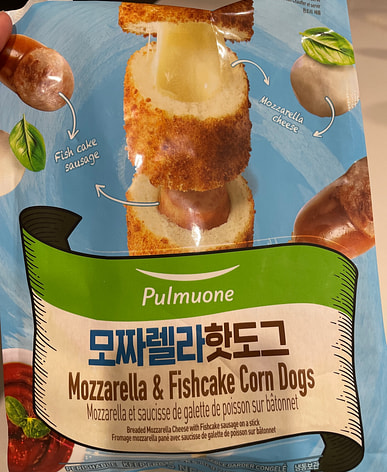 Mozzarella
cheese
Fish cake
sausage
Pulmuone
모짜렐라핫도그
Mozzarella & Fishcake Corn Dogs
Mozzarella et saucisse de galette de poisson sur bâtonnet
Breaded Mozzarella Cheese with Fishcake sausage on a stick
Fromage mozzarella pané avec saucisse de galette de poisson sur bâtonnet